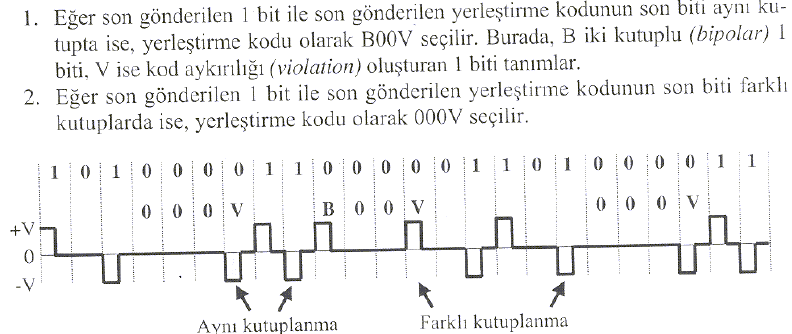 1. Eğer son gönderilen 1 bit ile son gönderilen yerleştirme kodunun son biti aynı ku-
tupta ise, yerleştirme kodu olarak B00V seçilir. Burada, B iki kutuplu (bipolar) 1
biti, V ise kod aykırılığı (violation) oluşturan 1 biti tanımlar.
2. Eğer son gönderilen 1 bit ile son gönderilen yerleştirme kodunun son biti farklı
kutuplarda ise, yerleştirme kodu olarak 000V seçilir.
1 0 1 0 0 0 0 1 1 0 0 0 0 0 1 1 0 1 0 0 0 0 1 1
0 0 0 V B 0 0 V 0 0 0 V
+V
0
-V
Aynı kutuplanma Farklı kutuplanma